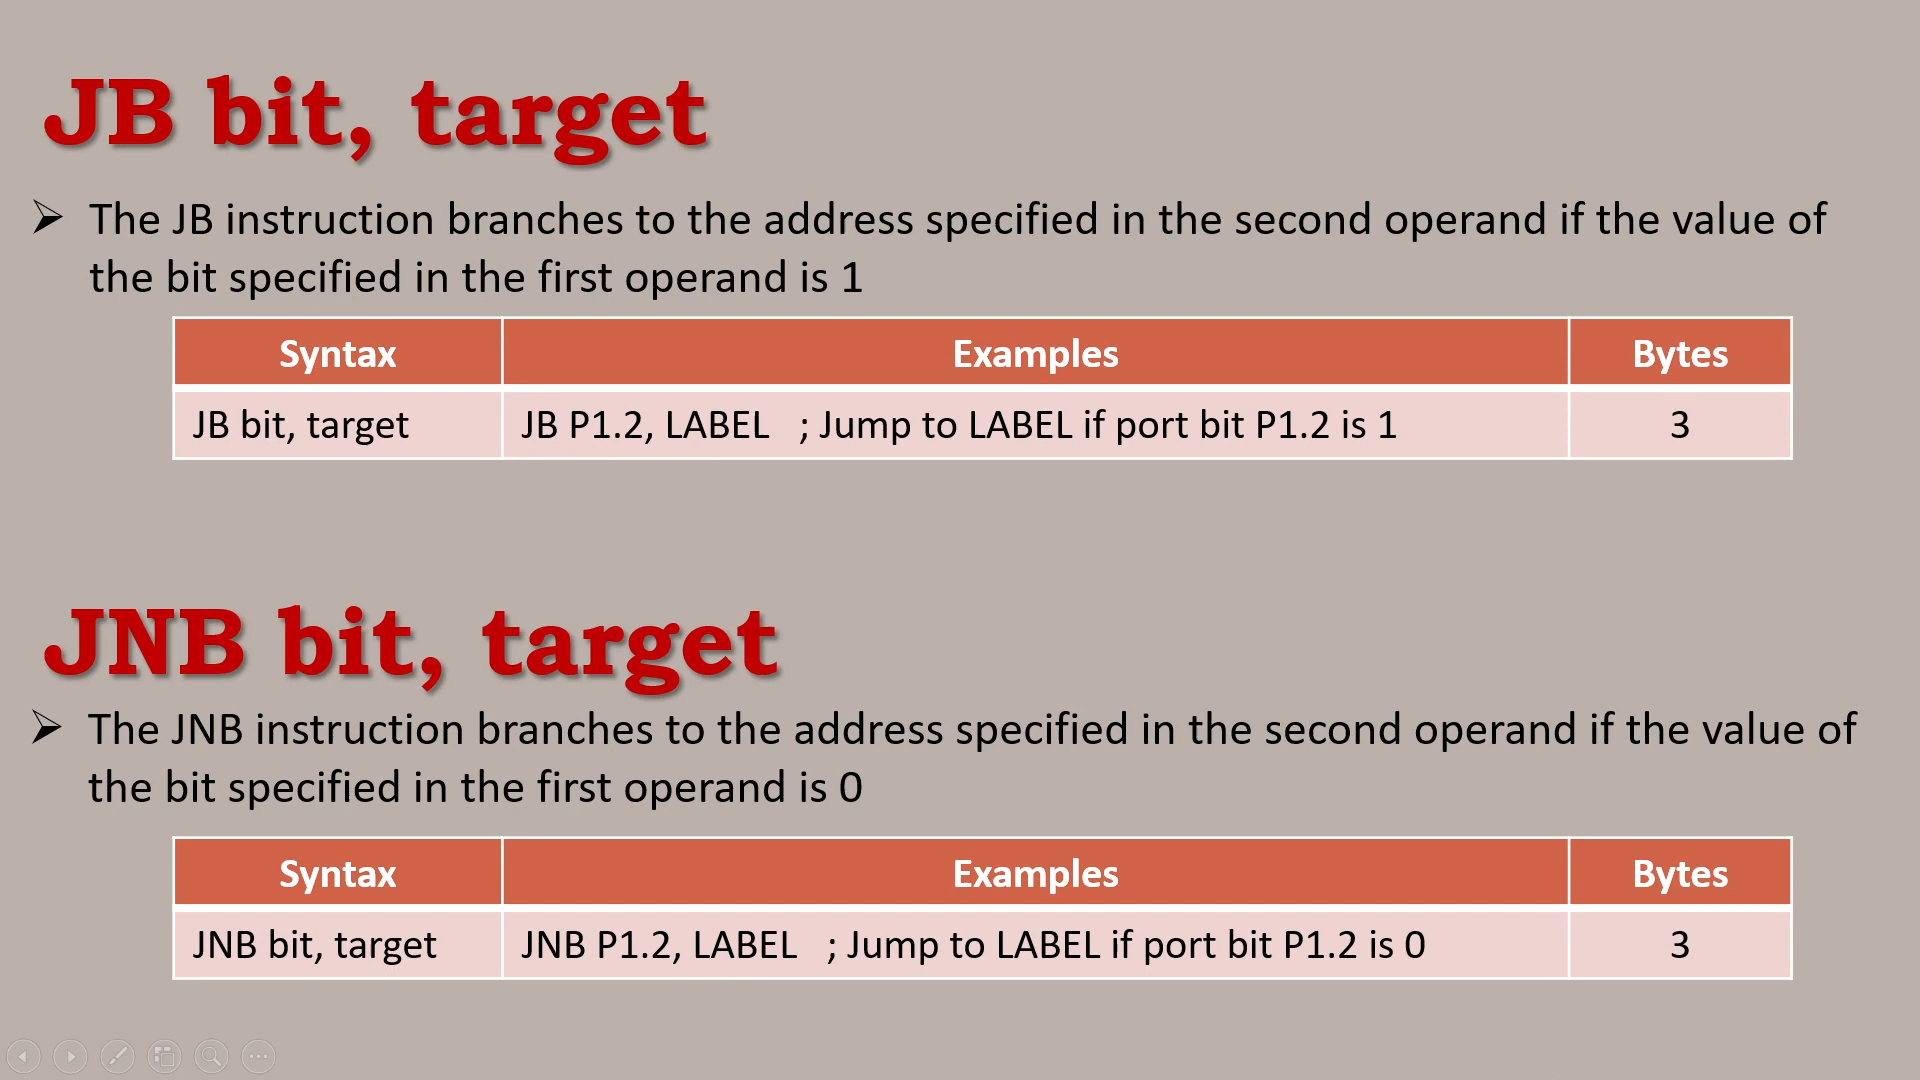 JB bit, target
➢ The JB instruction branches to the address specified in the second operand if the value of
the bit specified in the first operand is 1
Syntax Examples Bytes
JB bit, target JB P1.2, LABEL ; Jump to LABEL if port bit P1.2 is 1 3
JNB bit, target
➢ The JNB instruction branches to the address specified in the second operand if the value of
the bit specified in the first operand is 0
Syntax Examples Bytes
JNB bit, target JNB P1.2, LABEL ; Jump to LABEL if port bit P1.2 is 0 3